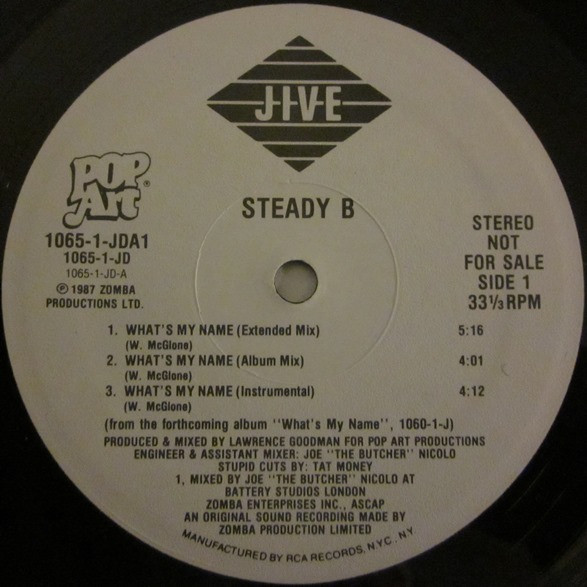 JIVE
POP
Art®
STEADY B
1065-1-JDA1
1065-1-JD
1065-1-JD-A
℗ 1987 ZOMBA
PRODUCTIONS LTD.
STEREO
NOT
FOR SALE
SIDE 1
33⅓ RPM
1. WHAT'S MY NAME (Extended Mix) 5:16
(W. McGlone)
2. WHAT'S MY NAME (Album Mix) 4:01
(W. McGlone)
3. WHAT'S MY NAME (Instrumental) 4:12
(W. McGlone)
(from the forthcoming album "What's My Name", 1060-1-J)
PRODUCED & MIXED BY LAWRENCE GOODMAN FOR POP ART PRODUCTIONS
ENGINEER & ASSISTANT MIXER: JOE "THE BUTCHER" NICOLO
STUPID CUTS BY: TAT MONEY
1, MIXED BY JOE "THE BUTCHER" NICOLO AT
BATTERY STUDIOS LONDON
ZOMBA ENTERPRISES INC., ASCAP
AN ORIGINAL SOUND RECORDING MADE BY
ZOMBA PRODUCTION LIMITED
MANUFACTURED BY RCA RECORDS, N.Y.C., N.Y.